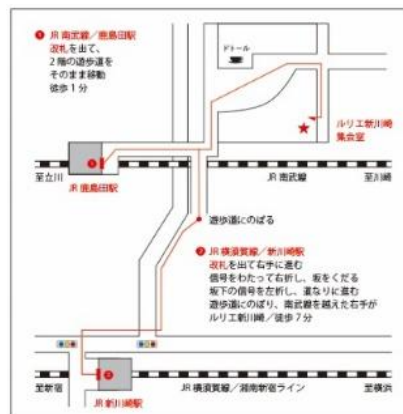 ❶ JR 南武線／鹿島田駅
改札を出て、
2階の遊歩道を
そのまま移動
徒歩1分
ドトール
ルリエ新川崎
集会室
❶
至立川
JR 鹿島田駅
JR 南武線
至川崎
遊歩道にのぼる
❷ JR 横須賀線／新川崎駅
改札を出て右手に進む
信号をわたって右折し、坂をくだる
坂下の信号を左折し、道なりに進む
遊歩道にのぼり、南武線を越えた右手が
ルリエ新川崎／徒歩7分
❷
至新宿
JR 新川崎駅
JR 横須賀線／湘南新宿ライン
至横浜